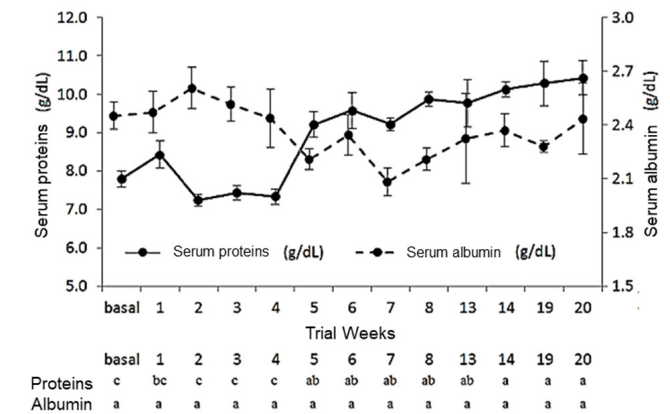 12.0
11.0
10.0
9.0
8.0
7.0
6.0
5.0
Serum proteins (g/dL)
3.0
2.7
2.4
2.1
1.8
1.5
Serum albumin (g/dL)
Serum proteins (g/dL) Serum albumin (g/dL)
basal 1 2 3 4 5 6 7 8 13 14 19 20
Trial Weeks
basal 1 2 3 4 5 6 7 8 13 14 19 20
Proteins c bc c c c ab ab ab ab ab a a a
Albumin a a a a a a a a a a a a a